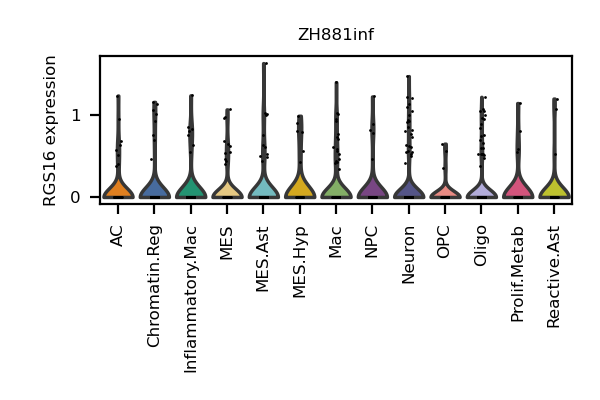 ZH881inf
RGS16 expression
1
0
AC
Chromatin.Reg
Inflammatory.Mac
MES
MES.Ast
MES.Hyp
Mac
NPC
Neuron
OPC
Oligo
Prolif.Metab
Reactive.Ast